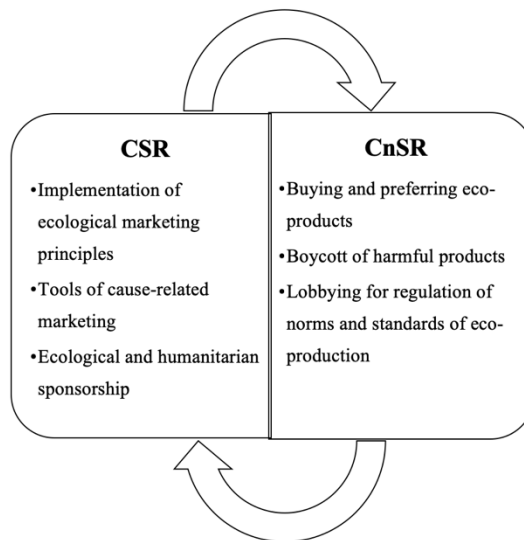 CSR
•Implementation of
ecological marketing
principles
•Tools of cause-related
marketing
•Ecological and humanitarian
sponsorship
CnSR
•Buying and preferring eco-
products
•Boycott of harmful products
•Lobbying for regulation of
norms and standards of eco-
production